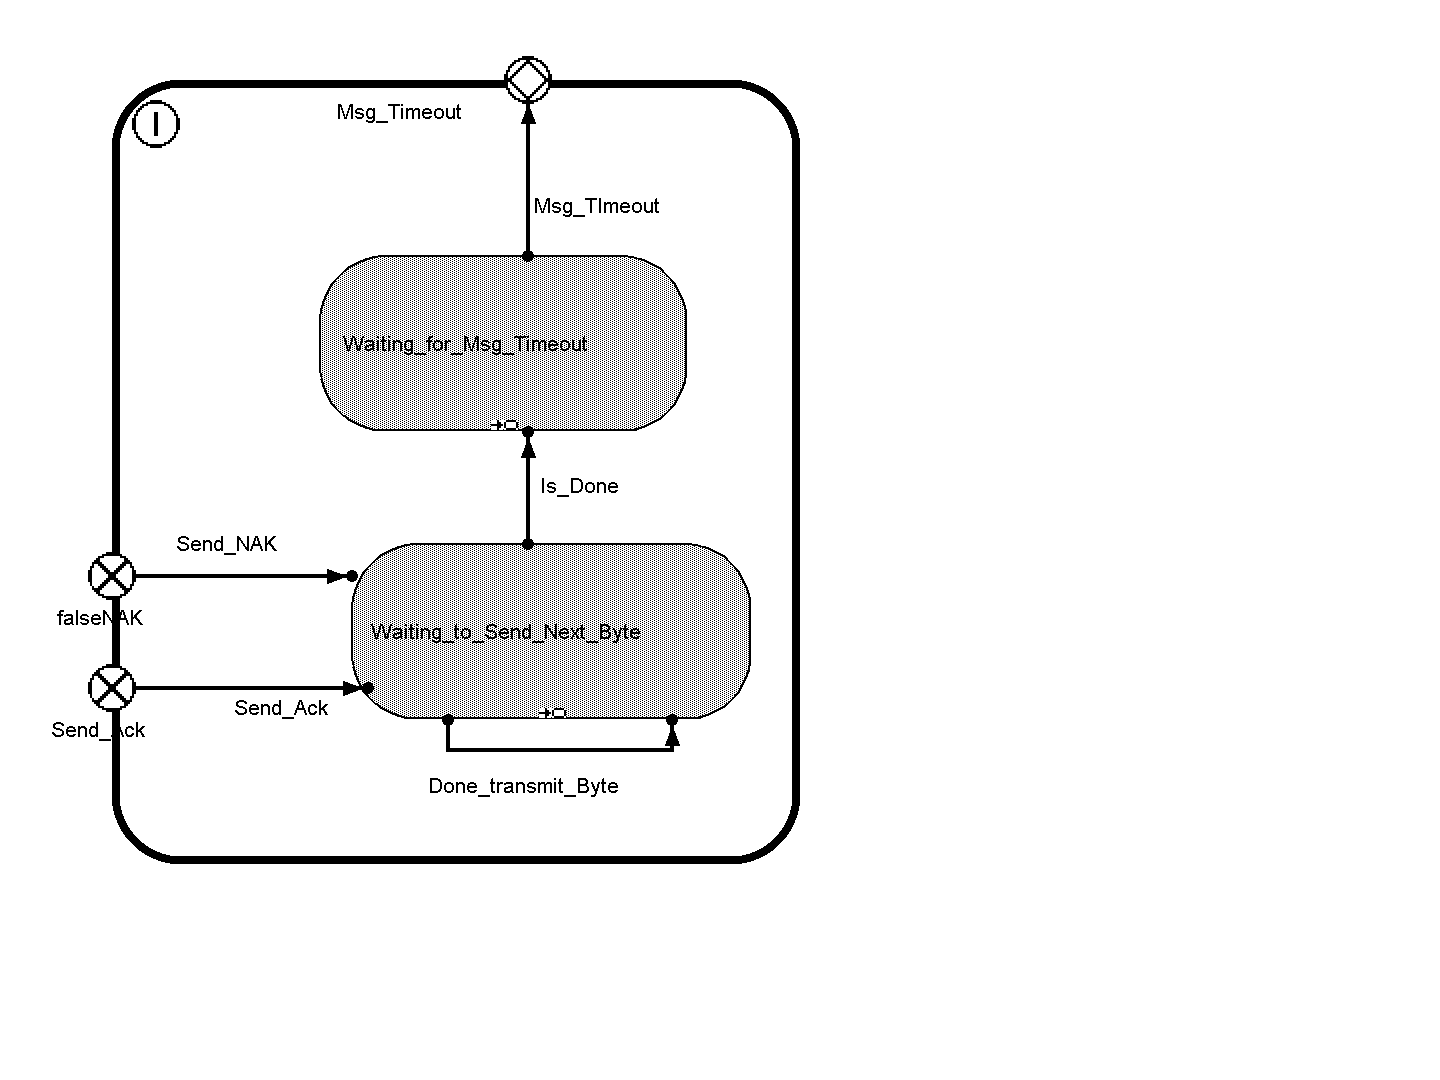 Msg_Timeout
Msg_TImeout
Waiting_for_Msg_Timeout
Is_Done
Send_NAK
falseNAK
Waiting_to_Send_Next_Byte
Send_Ack
Send_Ack
Done_transmit_Byte